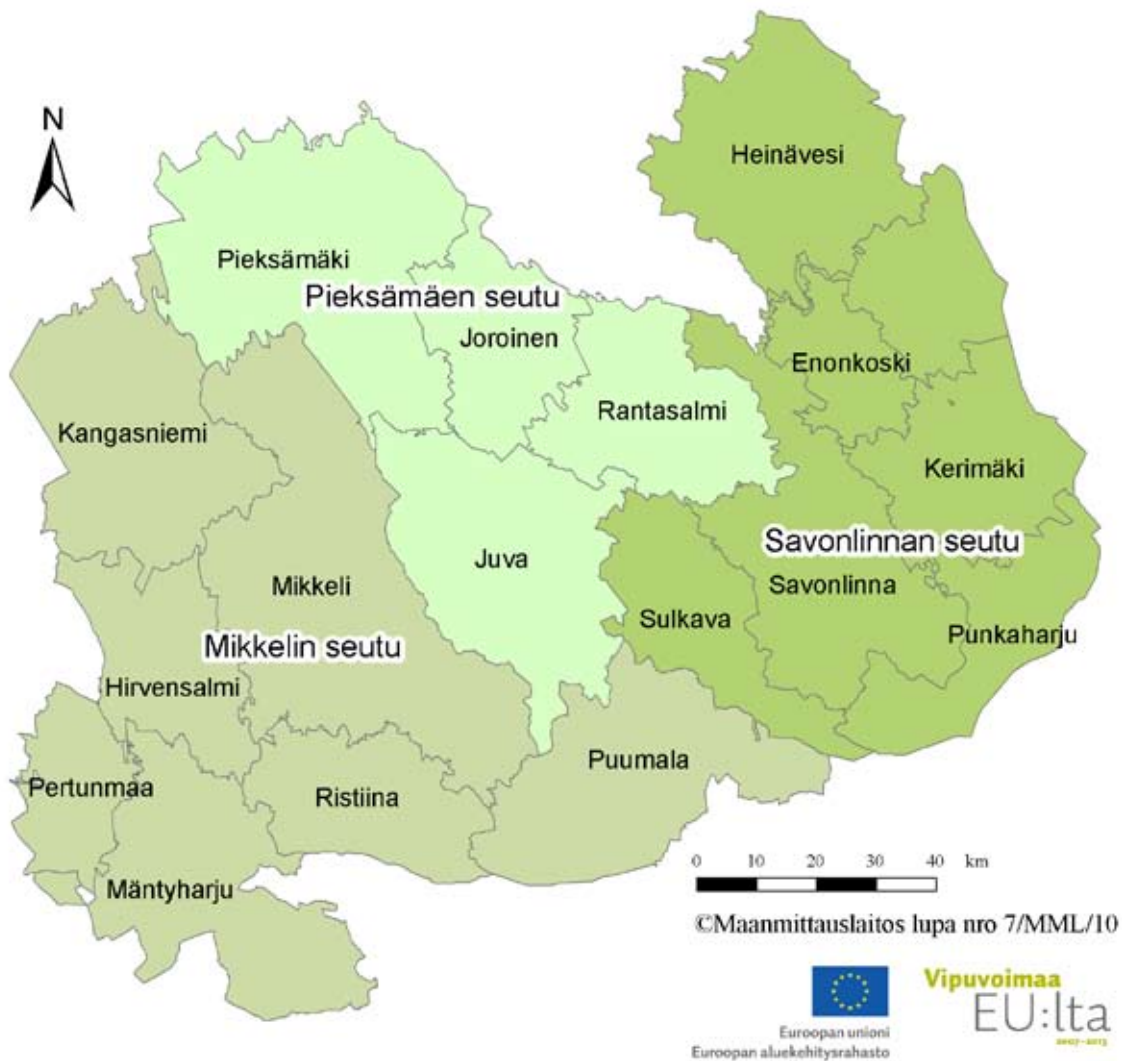 N
Heinävesi
Pieksämäki
Pieksämäen seutu
Joroinen
Enonkoski
Rantasalmi
Kangasniemi
Kerimäki
Savonlinnan seutu
Juva
Mikkeli
Savonlinna
Sulkava
Punkaharju
Mikkelin seutu
Hirvensalmi
Puumala
Pertunmaa
Ristiina
Mäntyharju
0 10 20 30 40 km
©Maanmittauslaitos lupa nro 7/MML/10
Vipuvoimaa
EU:lta
2007-2013
Euroopan unioni
Euroopan aluekehitysrahasto